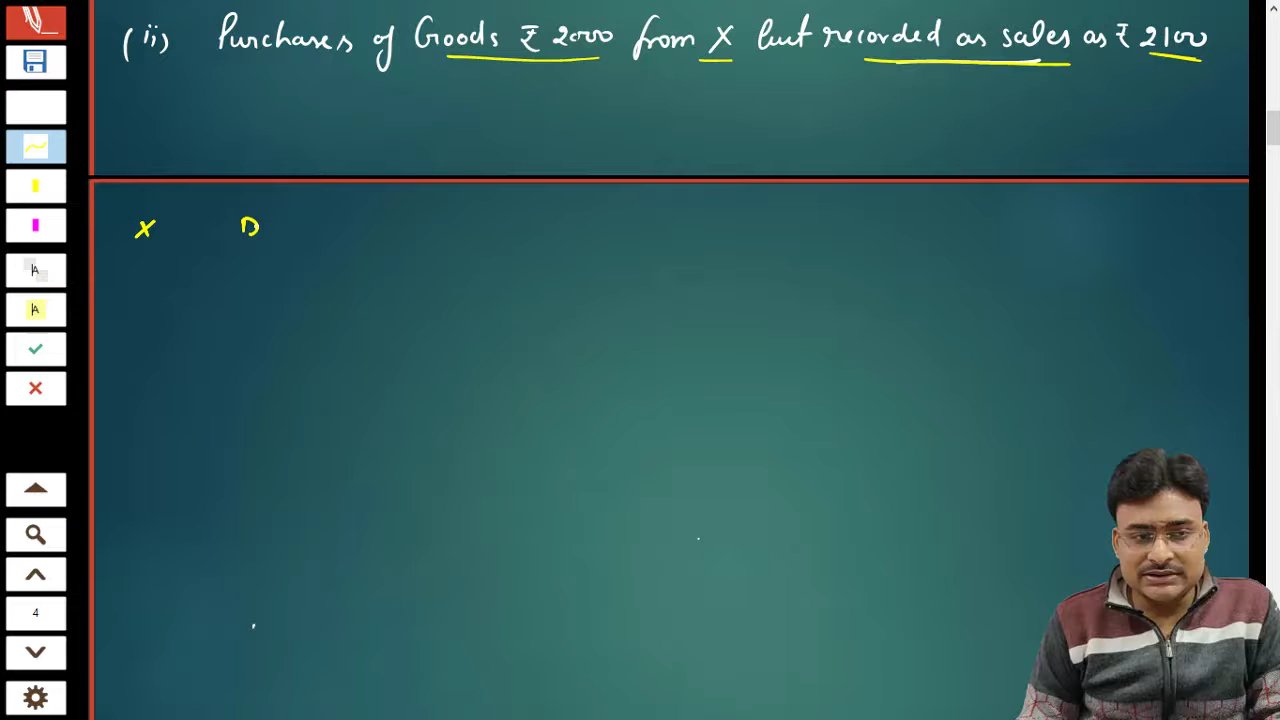 (ii) Purchases of Goods ₹ 2000 from X but recorded as sales as ₹ 2100
X D
A
A
4